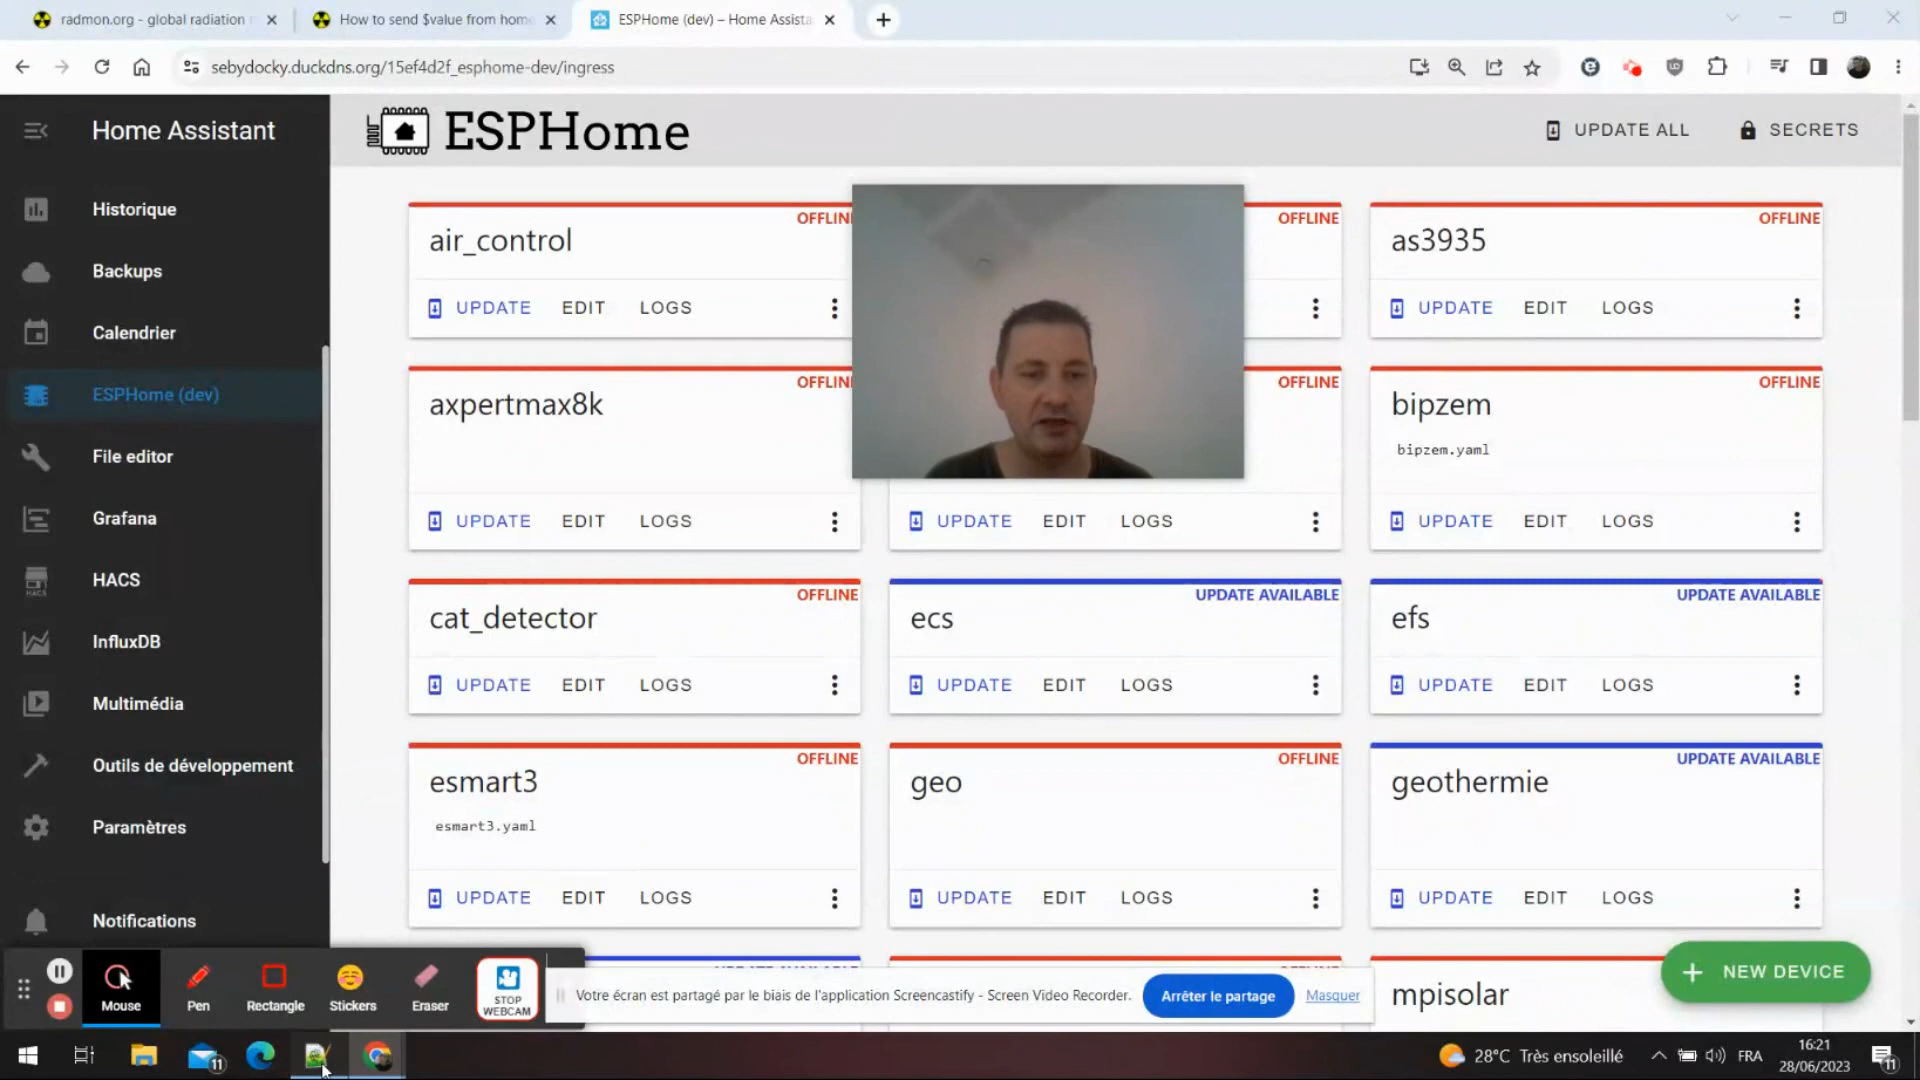 radmon.org - global radiation
How to send $value from hom
ESPHome (dev) – Home Assista
sebydocky.duckdns.org/15ef4d2f_esphome-dev/ingress
Home Assistant
ESPHome
UPDATE ALL
SECRETS
Historique
Backups
Calendrier
ESPHome (dev)
File editor
Grafana
HACS
HACS
InfluxDB
Multimédia
Outils de développement
Paramètres
Notifications
OFFLINE
air_control
UPDATE EDIT LOGS
OFFLINE
OFFLINE
as3935
UPDATE EDIT LOGS
OFFLINE
axpertmax8k
UPDATE EDIT LOGS
OFFLINE
UPDATE EDIT LOGS
OFFLINE
bipzem
bipzem.yaml
UPDATE EDIT LOGS
OFFLINE
cat_detector
UPDATE EDIT LOGS
UPDATE AVAILABLE
ecs
UPDATE EDIT LOGS
UPDATE AVAILABLE
efs
UPDATE EDIT LOGS
OFFLINE
esmart3
esmart3.yaml
UPDATE EDIT LOGS
OFFLINE
geo
UPDATE EDIT LOGS
UPDATE AVAILABLE
geothermie
UPDATE EDIT LOGS
mpisolar
NEW DEVICE
Mouse
Pen
Rectangle
Stickers
Eraser
STOP
WEBCAM
Votre écran est partagé par le biais de l'application Screencastify - Screen Video Recorder.
Arrêter le partage
Masquer
11
28°C Très ensoleillé
FRA
16:21
28/06/2023
11